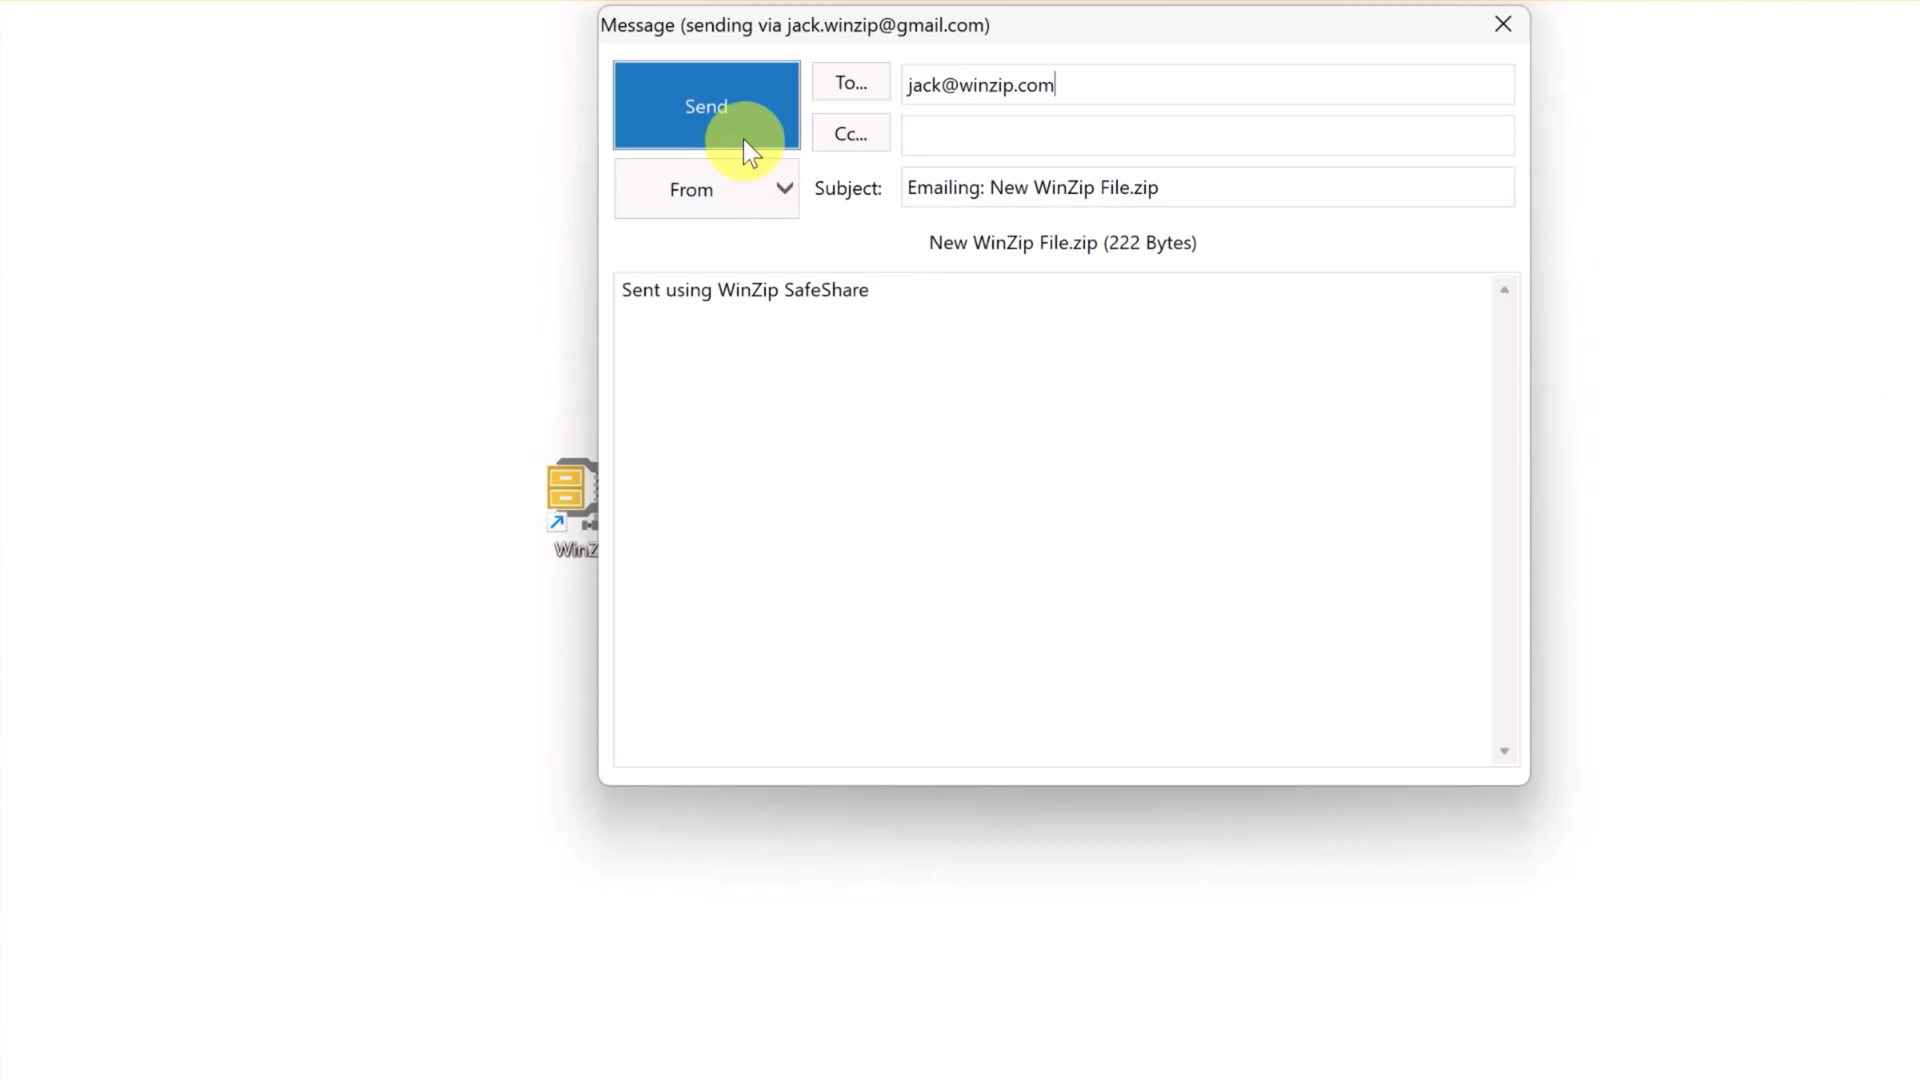 Message (sending via jack.winzip@gmail.com)
Send
To...
jack@winzip.com
Cc...
From
Subject:
Emailing: New WinZip File.zip
New WinZip File.zip (222 Bytes)
Sent using WinZip SafeShare
WinZ